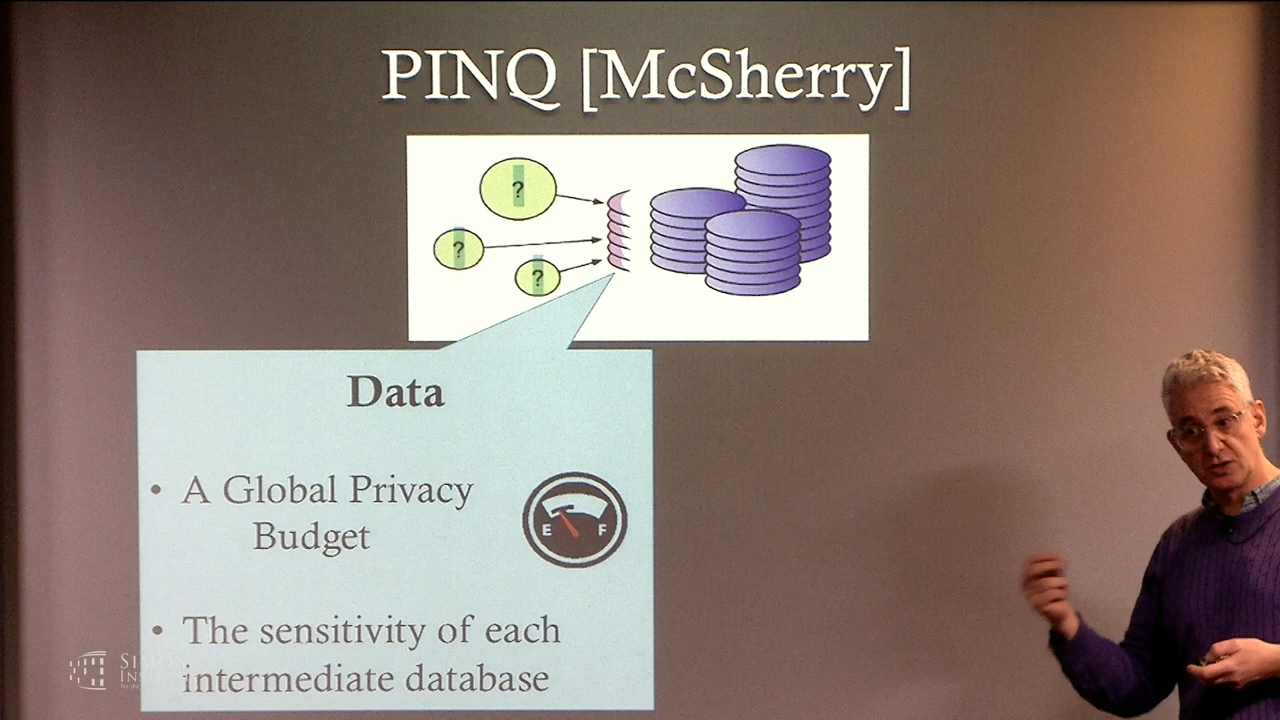 PINQ [McSherry]
?
?
?
Data
• A Global Privacy
Budget
E F
• The sensitivity of each
intermediate database